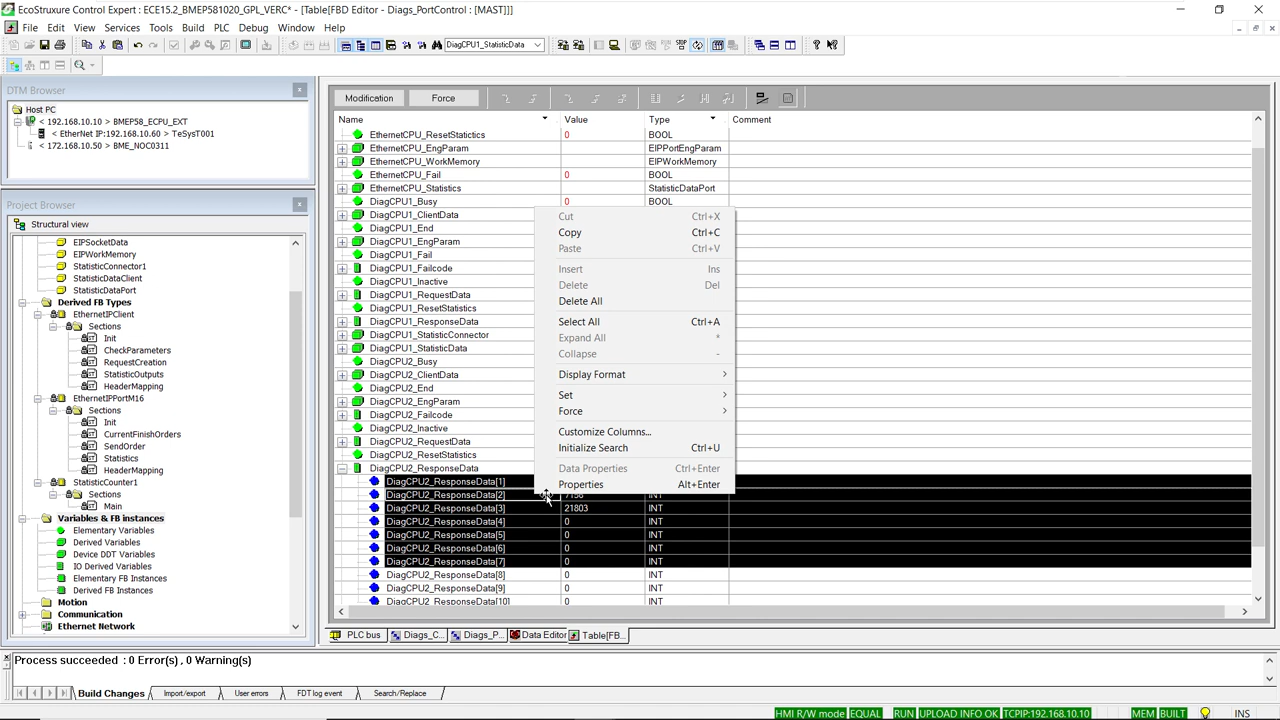 EcoStruxure Control Expert : ECE15.2_BMEP581020_GPL_VERC* - [Table[FBD Editor - Diags_PortControl : [MAST]]]
File Edit View Services Tools Build PLC Debug Window Help
DiagCPU1_StatisticData
DTM Browser
Host PC
< 192.168.10.10 > BMEP58_ECPU_EXT
< EtherNet IP:192.168.10.60 > TeSysT001
< 172.168.10.50 > BME_NOC0311
Project Browser
Structural view
EIPSocketData
EIPWorkMemory
StatisticConnector1
StatisticDataClient
StatisticDataPort
Derived FB Types
EthernetIPClient
Sections
Init
CheckParameters
RequestCreation
StatisticOutputs
HeaderMapping
EthernetIPPortM16
Sections
Init
CurrentFinishOrders
SendOrder
Statistics
HeaderMapping
StatisticCounter1
Sections
Main
Variables & FB instances
Elementary Variables
Derived Variables
Device DDT Variables
IO Derived Variables
Elementary FB Instances
Derived FB Instances
Motion
Communication
Ethernet Network
Modification Force
Name Value Type Comment
EthernetCPU_ResetStatictics 0 BOOL
EthernetCPU_EngParam EIPPortEngParam
EthernetCPU_WorkMemory EIPWorkMemory
EthernetCPU_Fail 0 BOOL
EthernetCPU_Statistics StatisticDataPort
DiagCPU1_Busy 0 BOOL
DiagCPU1_ClientData
DiagCPU1_End
DiagCPU1_EngParam
DiagCPU1_Fail
DiagCPU1_Failcode
DiagCPU1_Inactive
DiagCPU1_RequestData
DiagCPU1_ResetStatistics
DiagCPU1_ResponseData
DiagCPU1_StatisticConnector
DiagCPU1_StatisticData
DiagCPU2_Busy
DiagCPU2_ClientData
DiagCPU2_End
DiagCPU2_EngParam
DiagCPU2_Failcode
DiagCPU2_Inactive
DiagCPU2_RequestData
DiagCPU2_ResetStatistics
DiagCPU2_ResponseData
DiagCPU2_ResponseData[1]
DiagCPU2_ResponseData[2] 7156 INT
DiagCPU2_ResponseData[3] 21803 INT
DiagCPU2_ResponseData[4] 0 INT
DiagCPU2_ResponseData[5] 0 INT
DiagCPU2_ResponseData[6] 0 INT
DiagCPU2_ResponseData[7] 0 INT
DiagCPU2_ResponseData[8] 0 INT
DiagCPU2_ResponseData[9] 0 INT
DiagCPU2_ResponseData[10] 0 INT
Cut Ctrl+X
Copy Ctrl+C
Paste Ctrl+V
Insert Ins
Delete Del
Delete All
Select All Ctrl+A
Expand All *
Collapse -
Display Format
Set
Force
Customize Columns...
Initialize Search Ctrl+U
Data Properties Ctrl+Enter
Properties Alt+Enter
PLC bus Diags_C... Diags_P... Data Editor Table[FB...
Process succeeded : 0 Error(s) , 0 Warning(s)
Build Changes Import/export User errors FDT log event Search/Replace
HMI R/W mode EQUAL RUN UPLOAD INFO OK TCPIP:192.168.10.10 MEM BUILT INS